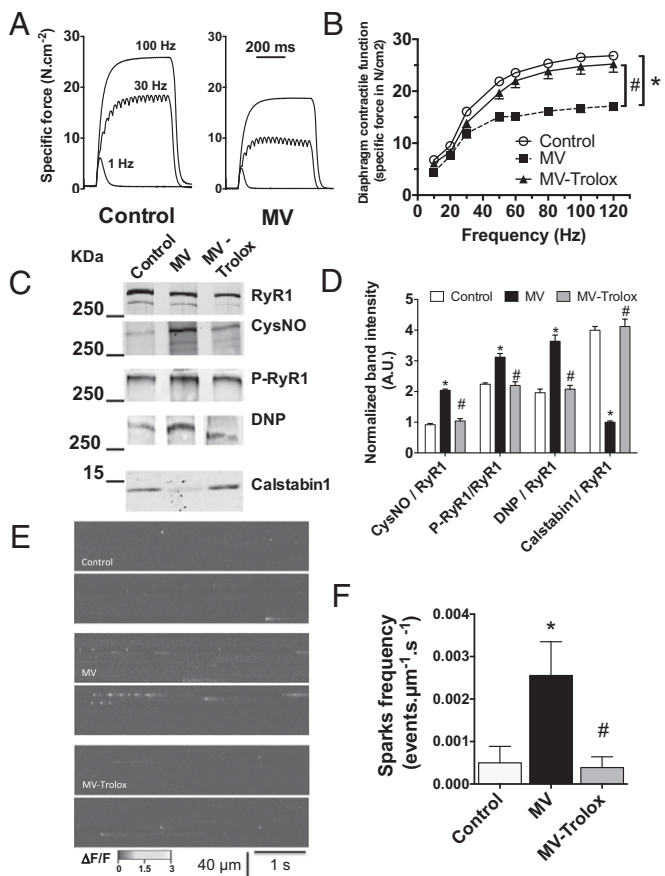 A
Specific force (N.cm-2)
30
20
10
0
100 Hz
30 Hz
1 Hz
Control
30
20
10
0
200 ms
MV
B
Diaphragm contractile function
(specific force in N/cm2)
30
20
10
0
0 20 40 60 80 100 120
Frequency (Hz)
Control
MV
MV-Trolox
# *
C
KDa
Control
MV
MV-
Trolox
250
RyR1
250
CysNO
250
P-RyR1
250
DNP
15
Calstabin1
D
Control MV MV-Trolox
Normalized band intensity
(A.U.)
5
4
3
2
1
0
* # * # * # * #
CysNO / RyR1
P-RyR1/RyR1
DNP / RyR1
Calstabin1/ RyR1
E
Control
MV
MV-Trolox
ΔF/F
0 1.5 3
40 µm
1 s
F
Sparks frequency
(events.µm-1.s -1)
0.004
0.003
0.002
0.001
0.000
*
#
Control
MV
MV-Trolox